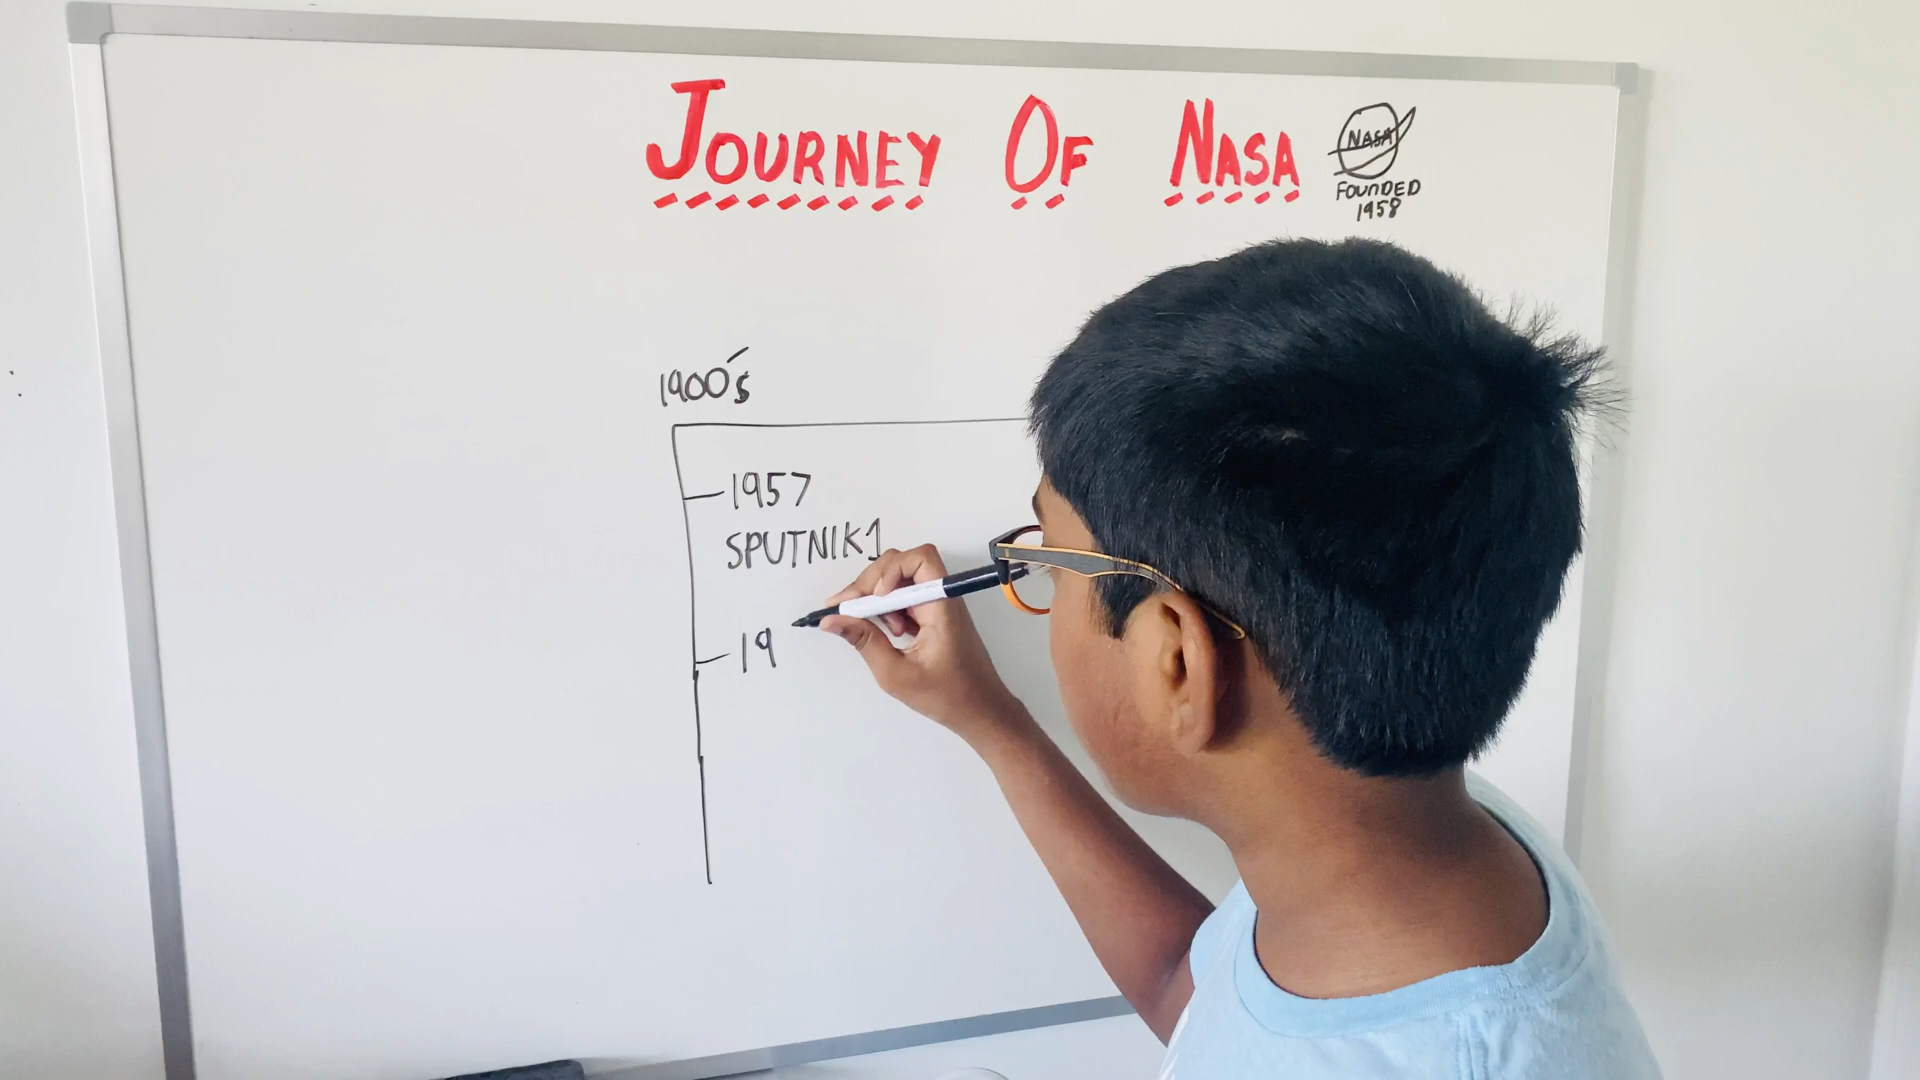 JOURNEY OF NASA
NASA
FOUNDED
1958
1900's
1957
SPUTNIK1
19